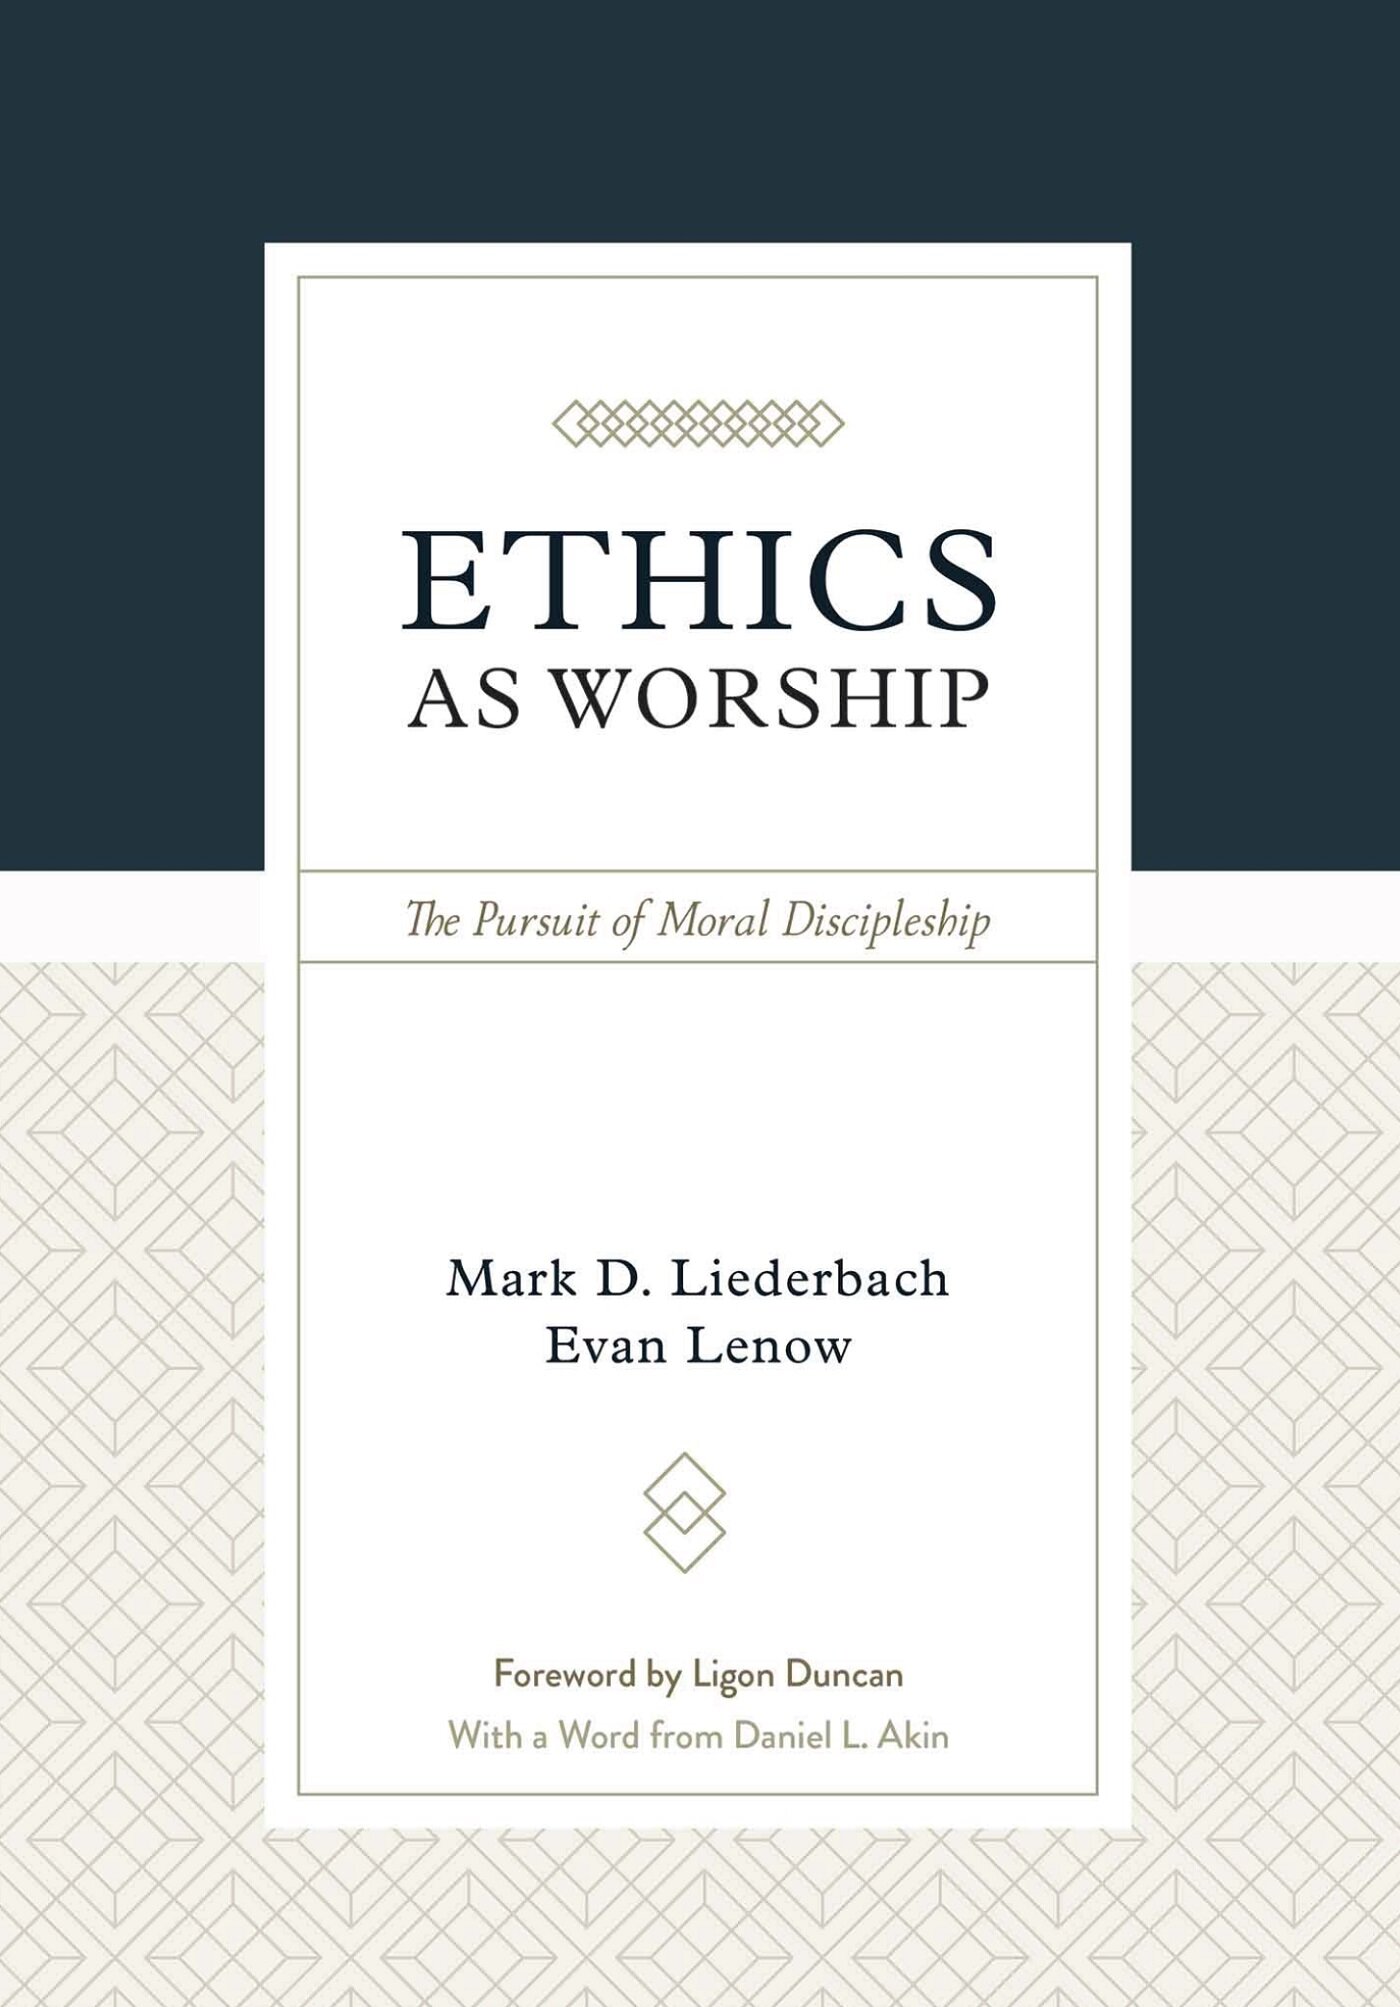 ETHICS
AS WORSHIP
The Pursuit of Moral Discipleship
Mark D. Liederbach
Evan Lenow
Foreword by Ligon Duncan
With a Word from Daniel L. Akin